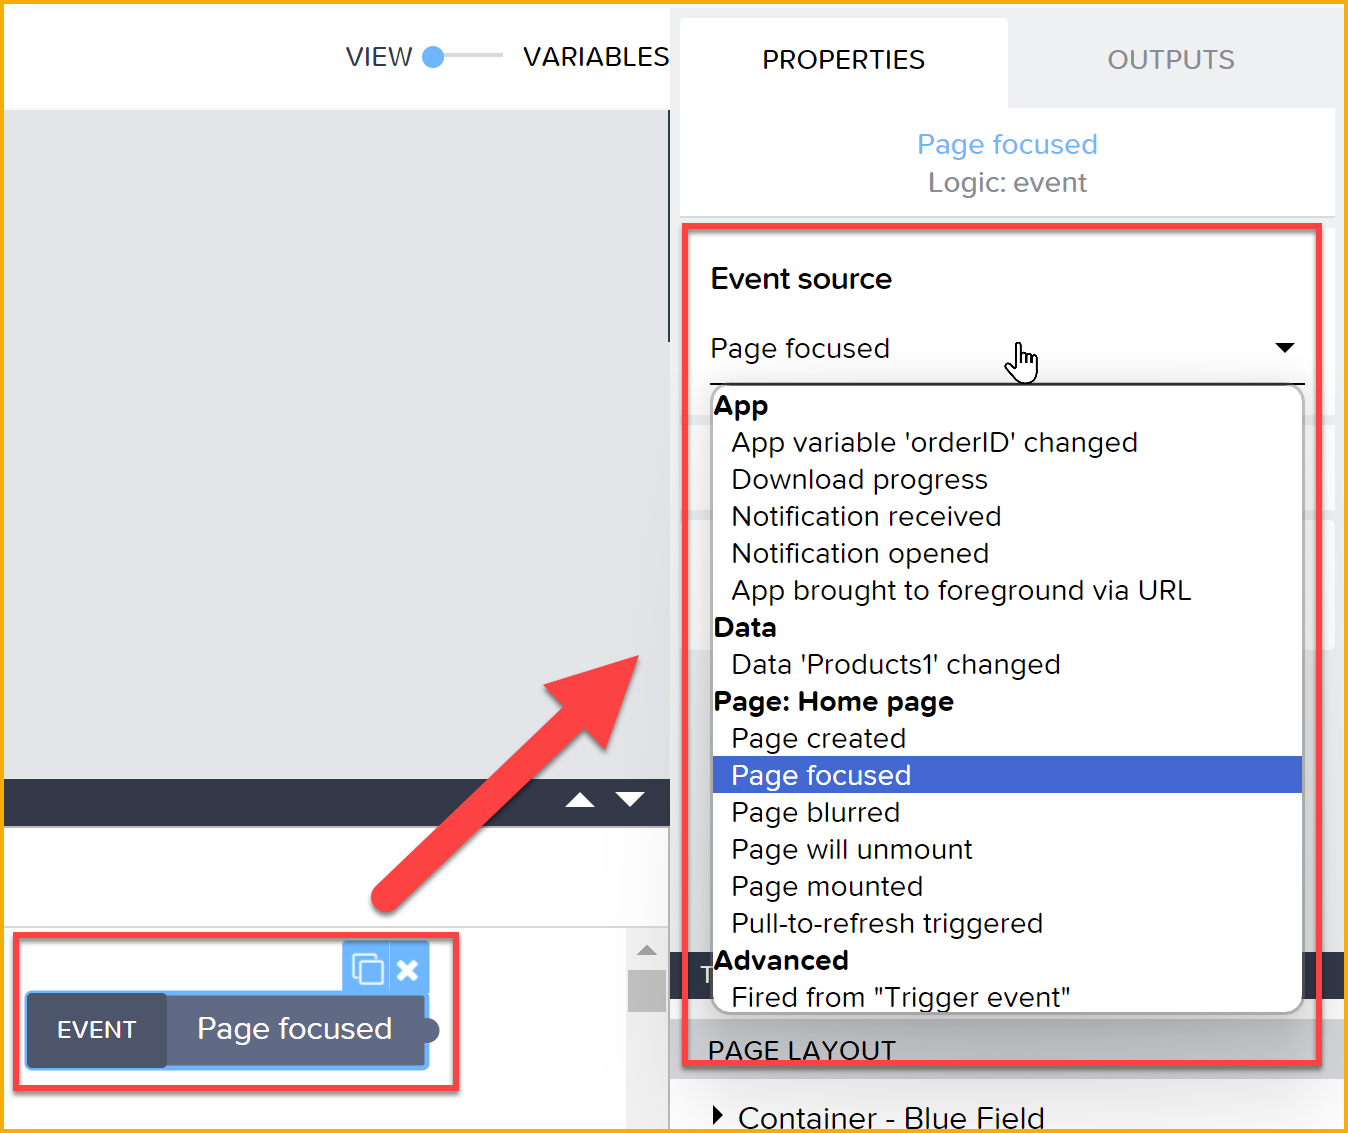 VIEW VARIABLES
PROPERTIES OUTPUTS
Page focused
Logic: event
Event source
Page focused
App
App variable 'orderID' changed
Download progress
Notification received
Notification opened
App brought to foreground via URL
Data
Data 'Products1' changed
Page: Home page
Page created
Page focused
Page blurred
Page will unmount
Page mounted
Pull-to-refresh triggered
Advanced
Fired from "Trigger event"
EVENT Page focused
PAGE LAYOUT
Container - Blue Field